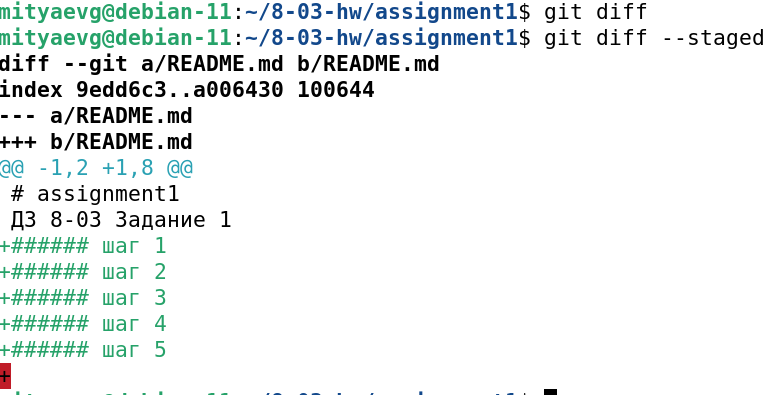 mityaevg@debian-11:~/8-03-hw/assignment1$ git diff
mityaevg@debian-11:~/8-03-hw/assignment1$ git diff --staged
diff --git a/README.md b/README.md
index 9edd6c3..a006430 100644
--- a/README.md
+++ b/README.md
@@ -1,2 +1,8 @@
 # assignment1
 ДЗ 8-03 Задание 1
+###### шаг 1
+###### шаг 2
+###### шаг 3
+###### шаг 4
+###### шаг 5
+